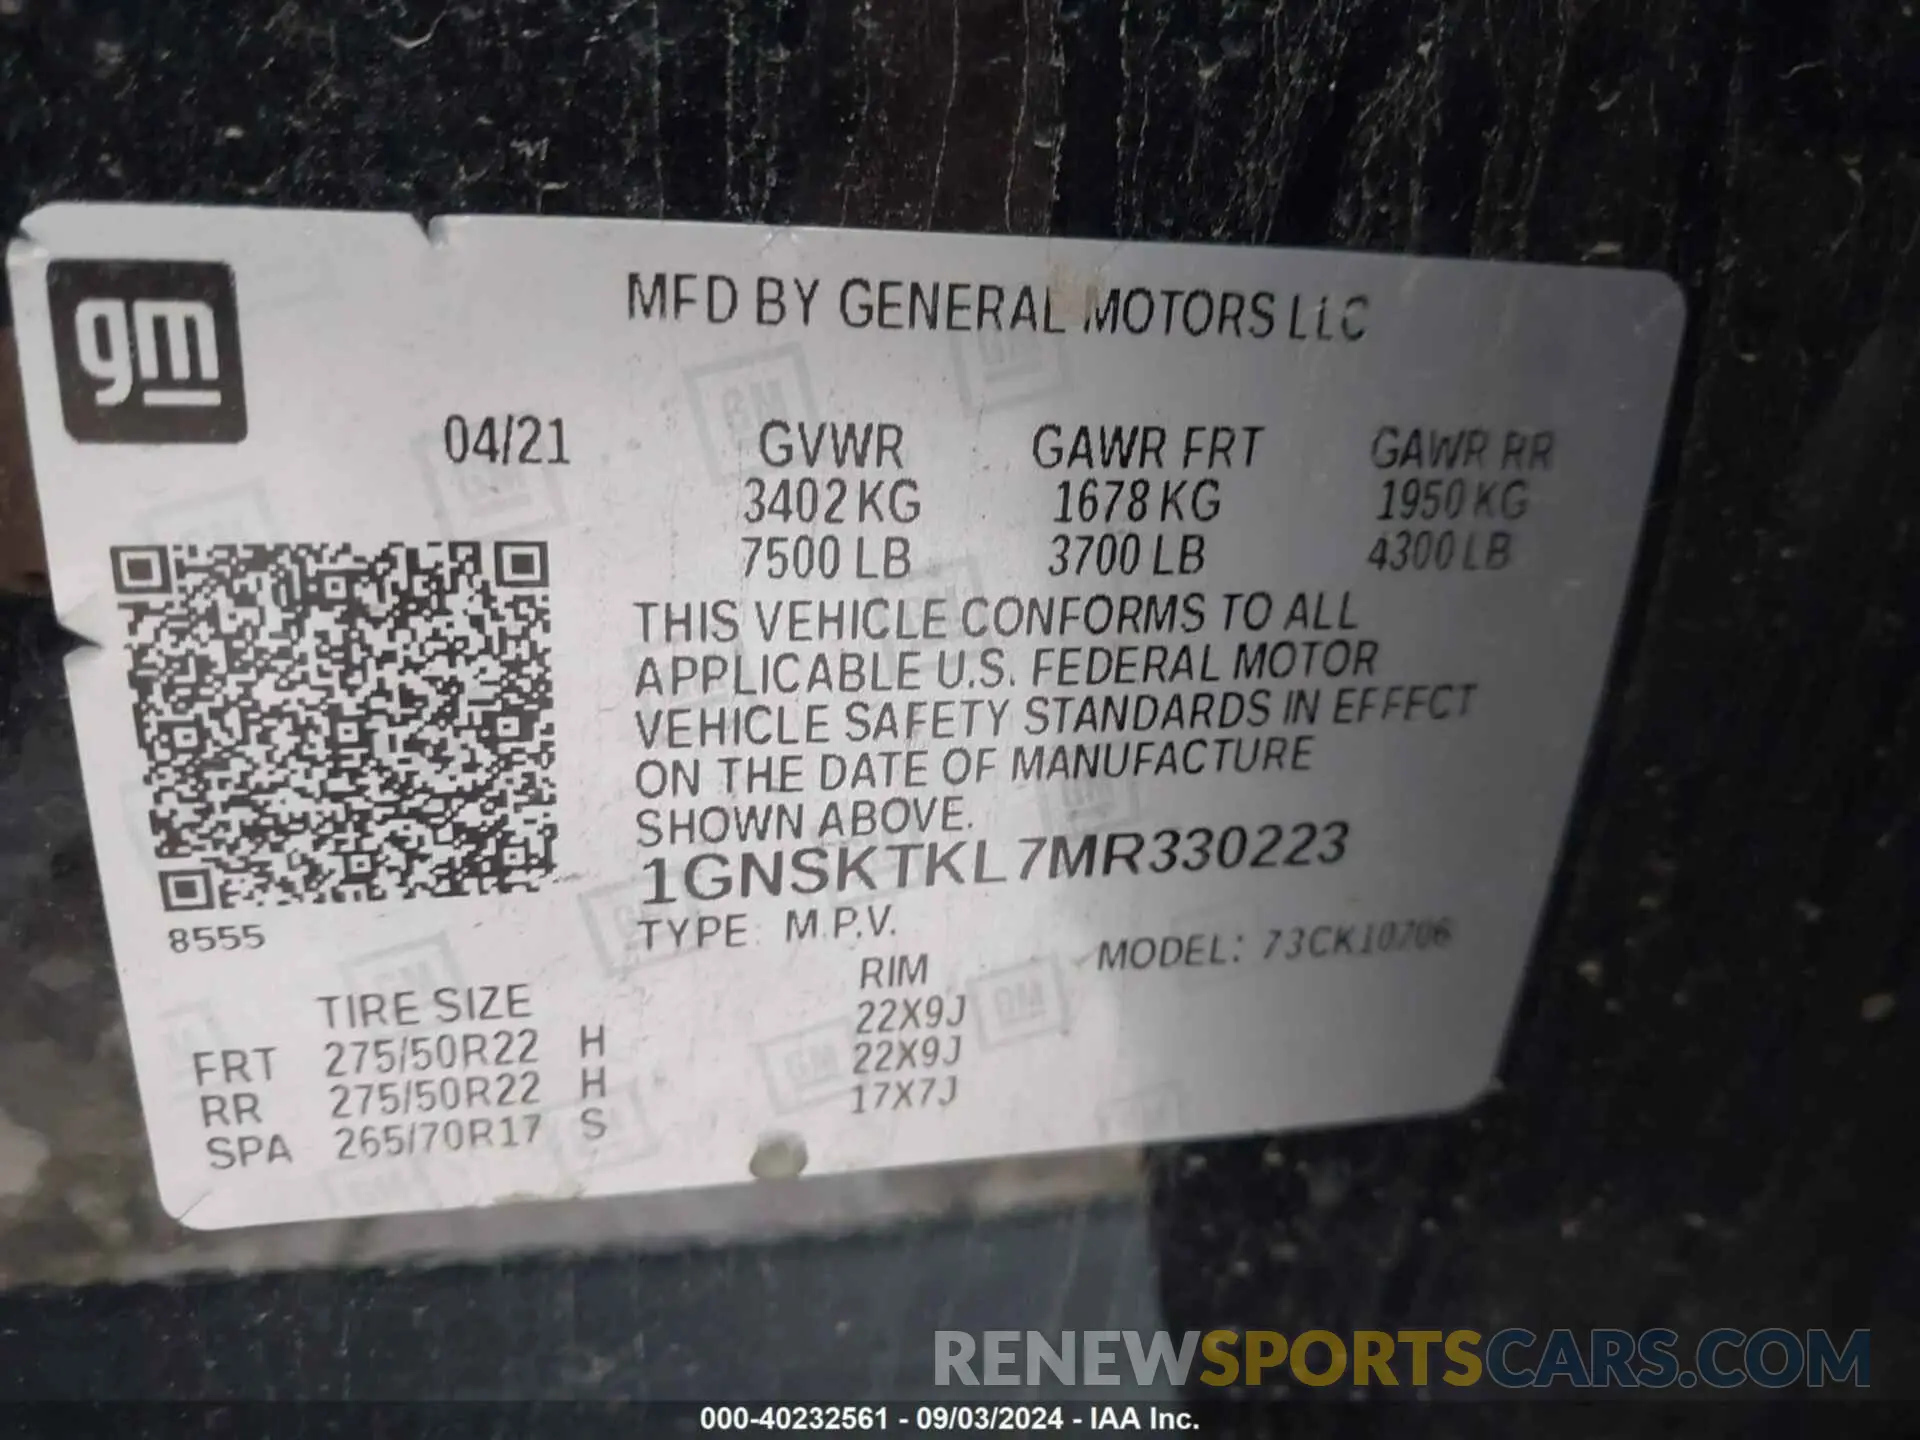 gm
MFD BY GENERAL MOTORS LLC
04/21 GVWR GAWR FRT GAWR RR
3402 KG 1678 KG 1950 KG
7500 LB 3700 LB 4300 LB
THIS VEHICLE CONFORMS TO ALL
APPLICABLE U.S. FEDERAL MOTOR
VEHICLE SAFETY STANDARDS IN EFFECT
ON THE DATE OF MANUFACTURE
SHOWN ABOVE.
1GNSKTKL7MR330223
8555
TYPE: M.P.V. MODEL: 73CK10706
TIRE SIZE RIM
FRT 275/50R22 H 22X9J
RR 275/50R22 H 22X9J
SPA 265/70R17 S 17X7J
RENEWSPORTSCARS.COM
000-40232561 - 09/03/2024 - IAA Inc.